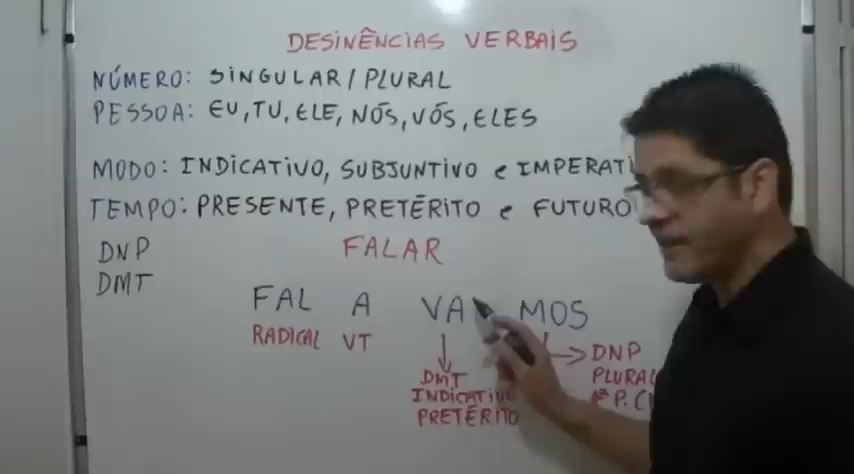 DESINÊNCIAS VERBAIS
NÚMERO: SINGULAR/PLURAL
PESSOA: EU, TU, ELE, NÓS, VÓS, ELES
MODO: INDICATIVO, SUBJUNTIVO e IMPERATI
TEMPO: PRESENTE, PRETÉRITO e FUTURO
DNP
DMT
FALAR
FAL A VA MOS
RADICAL VT
DNP
PLURAL
1ª P. (
DMT
INDICATIVO
PRETÉRITO